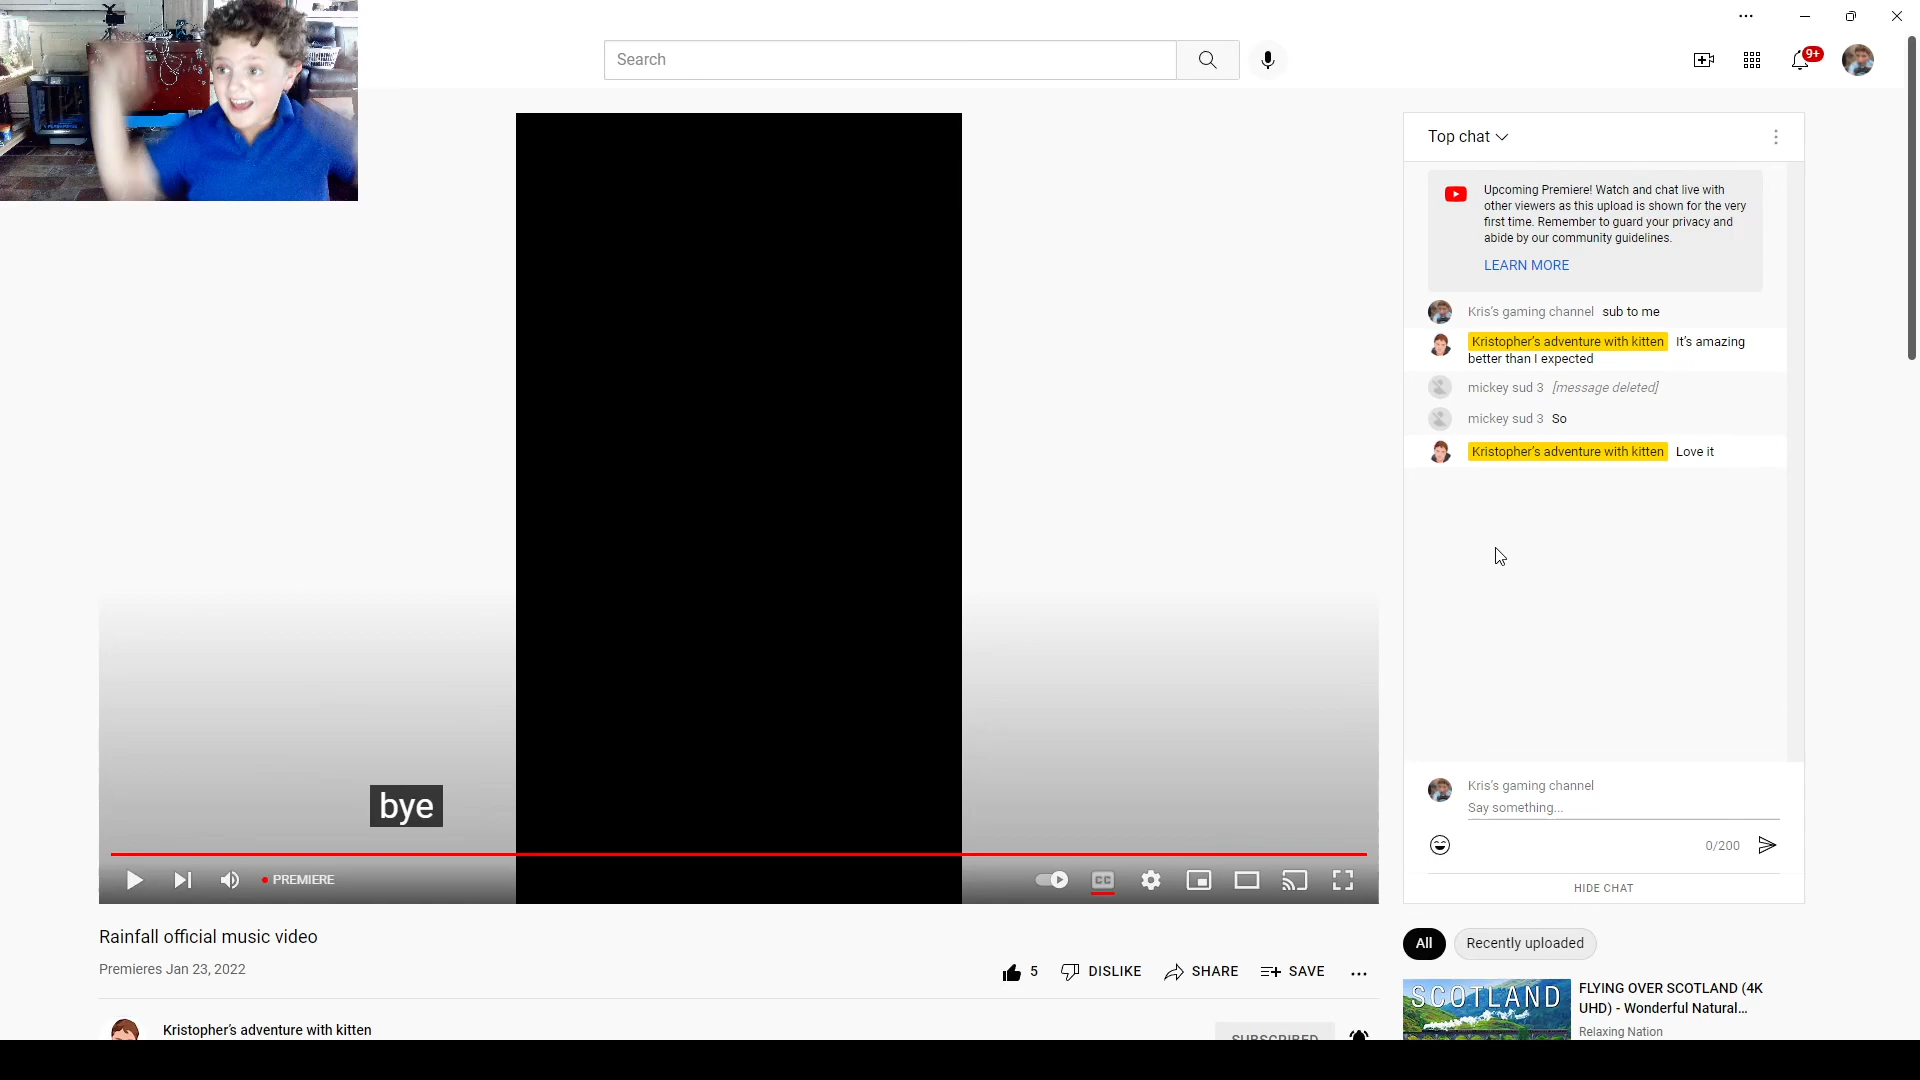 Search
9+
Top chat
Upcoming Premiere! Watch and chat live with
other viewers as this upload is shown for the very
first time. Remember to guard your privacy and
abide by our community guidelines.
LEARN MORE
Kris's gaming channel sub to me
Kristopher's adventure with kitten It's amazing
better than I expected
mickey sud 3 [message deleted]
mickey sud 3 So
Kristopher's adventure with kitten Love it
bye
PREMIERE
CC
Kris's gaming channel
Say something...
0/200
HIDE CHAT
Rainfall official music video
Premieres Jan 23, 2022
5 DISLIKE SHARE SAVE
Kristopher's adventure with kitten
SUBSCRIBED
All Recently uploaded
SCOTLAND
FLYING OVER SCOTLAND (4K
UHD) - Wonderful Natural...
Relaxing Nation